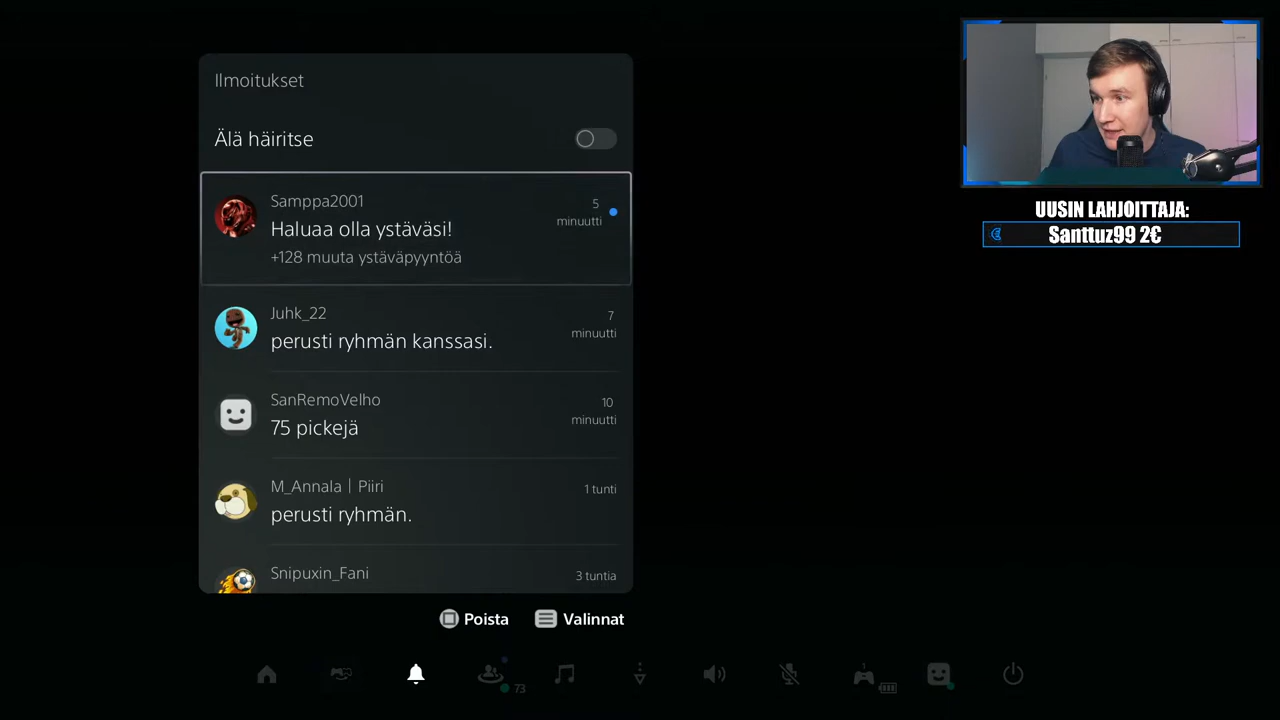 Ilmoitukset
Älä häiritse
Samppa2001
5
minuutti
Haluaa olla ystäväsi!
+128 muuta ystäväpyyntöä
Juhk_22
7
minuutti
perusti ryhmän kanssasi.
SanRemoVelho
10
minuutti
75 pickejä
M_Annala | Piiri
1 tunti
perusti ryhmän.
Snipuxin_Fani
3 tuntia
Poista
Valinnat
73
1
UUSIN LAHJOITTAJA:
Santtuz99 2€